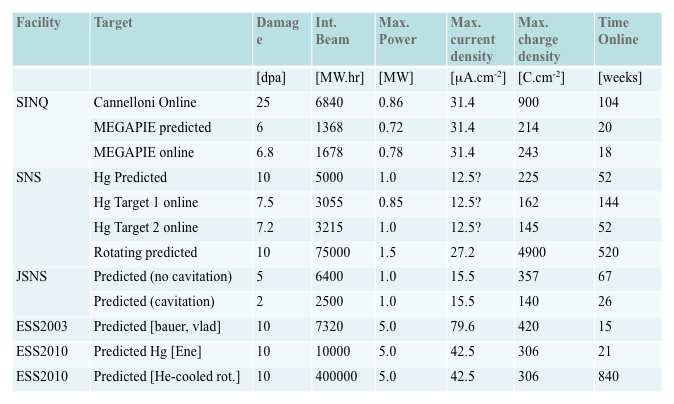 Facility Target Damag e Int. Beam Max. Power Max. current density Max. charge density Time Online
[dpa] [MW.hr] [MW] [µA.cm-2] [C.cm-2] [weeks]
SINQ Cannelloni Online 25 6840 0.86 31.4 900 104
MEGAPIE predicted 6 1368 0.72 31.4 214 20
MEGAPIE online 6.8 1678 0.78 31.4 243 18
SNS Hg Predicted 10 5000 1.0 12.5? 225 52
Hg Target 1 online 7.5 3055 0.85 12.5? 162 144
Hg Target 2 online 7.2 3215 1.0 12.5? 145 52
Rotating predicted 10 75000 1.5 27.2 4900 520
JSNS Predicted (no cavitation) 5 6400 1.0 15.5 357 67
Predicted (cavitation) 2 2500 1.0 15.5 140 26
ESS2003 Predicted [bauer, vlad] 10 7320 5.0 79.6 420 15
ESS2010 Predicted Hg [Ene] 10 10000 5.0 42.5 306 21
ESS2010 Predicted [He-cooled rot.] 10 400000 5.0 42.5 306 840